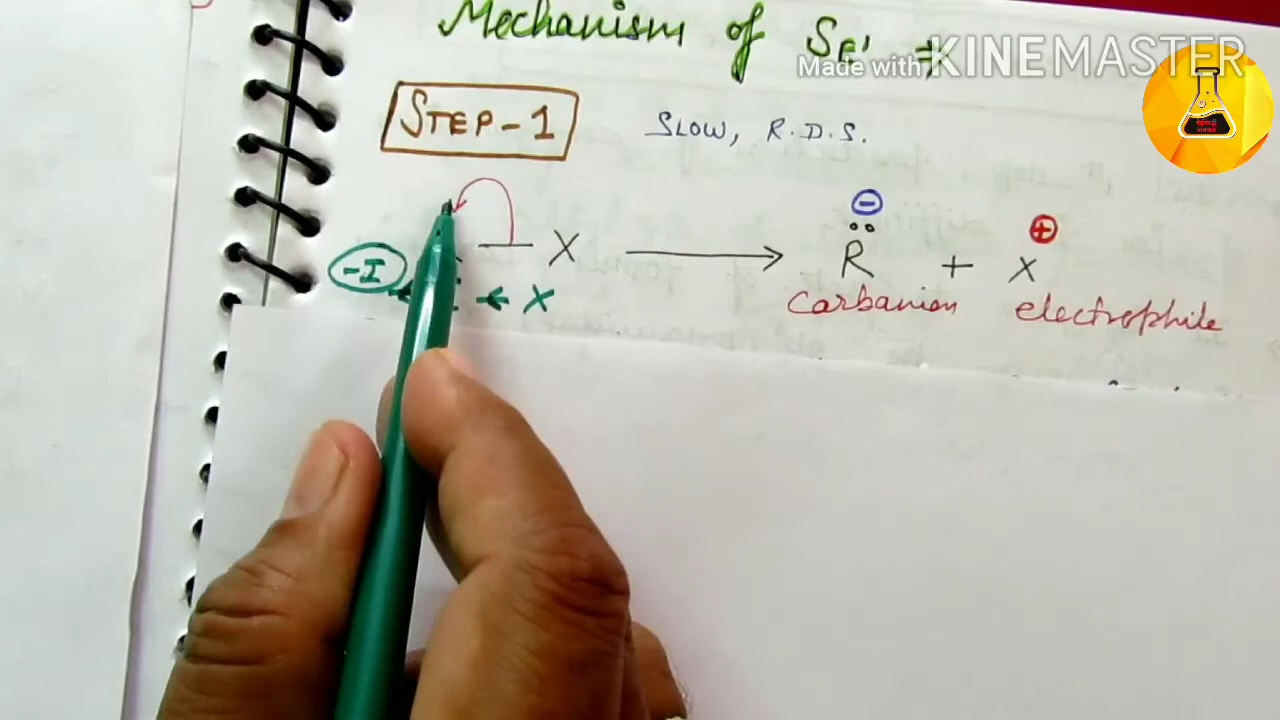 Mechanism of SE' →
Made with KINEMASTER
STEP-1
SLOW, R.D.S.
— X ⟶ R + X
-I
← X
carbanion
electrophile